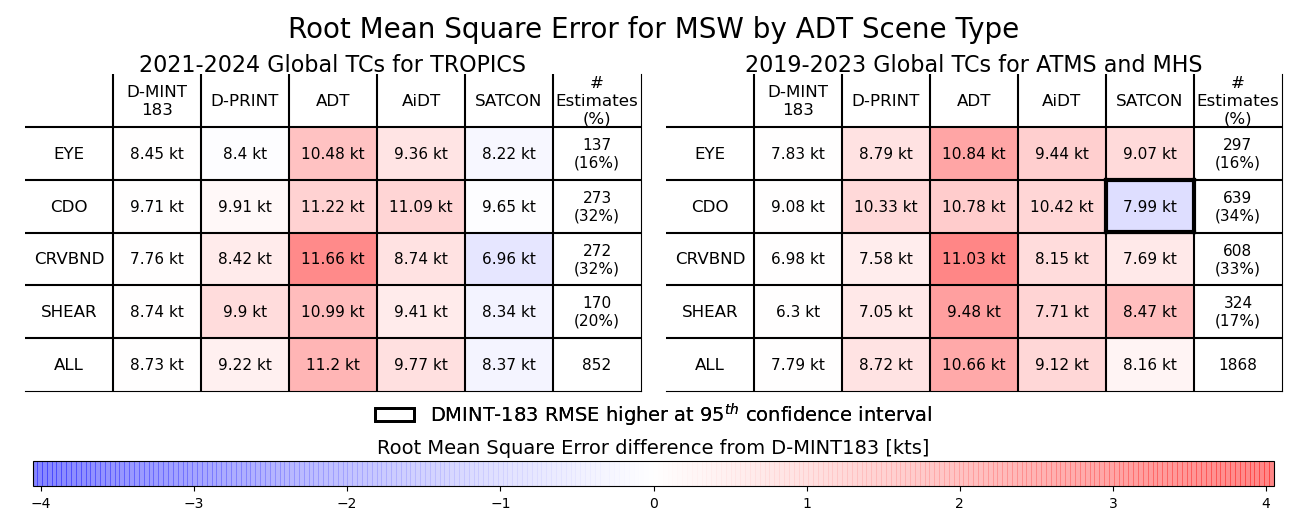 Root Mean Square Error for MSW by ADT Scene Type
2021-2024 Global TCs for TROPICS
D-MINT 183 D-PRINT ADT AiDT SATCON # Estimates (%)
EYE 8.45 kt 8.4 kt 10.48 kt 9.36 kt 8.22 kt 137 (16%)
CDO 9.71 kt 9.91 kt 11.22 kt 11.09 kt 9.65 kt 273 (32%)
CRVBND 7.76 kt 8.42 kt 11.66 kt 8.74 kt 6.96 kt 272 (32%)
SHEAR 8.74 kt 9.9 kt 10.99 kt 9.41 kt 8.34 kt 170 (20%)
ALL 8.73 kt 9.22 kt 11.2 kt 9.77 kt 8.37 kt 852
2019-2023 Global TCs for ATMS and MHS
D-MINT 183 D-PRINT ADT AiDT SATCON # Estimates (%)
EYE 7.83 kt 8.79 kt 10.84 kt 9.44 kt 9.07 kt 297 (16%)
CDO 9.08 kt 10.33 kt 10.78 kt 10.42 kt 7.99 kt 639 (34%)
CRVBND 6.98 kt 7.58 kt 11.03 kt 8.15 kt 7.69 kt 608 (33%)
SHEAR 6.3 kt 7.05 kt 9.48 kt 7.71 kt 8.47 kt 324 (17%)
ALL 7.79 kt 8.72 kt 10.66 kt 9.12 kt 8.16 kt 1868
DMINT-183 RMSE higher at 95th confidence interval
Root Mean Square Error difference from D-MINT183 [kts]
−4 −3 −2 −1 0 1 2 3 4